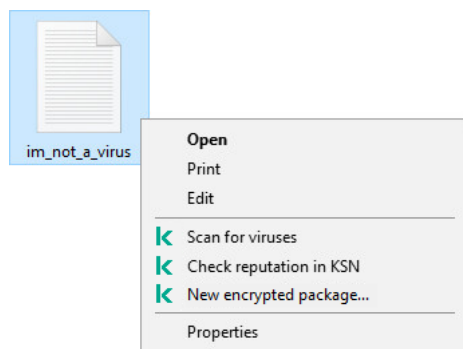 im_not_a_virus
Open
Print
Edit
Scan for viruses
Check reputation in KSN
New encrypted package...
Properties